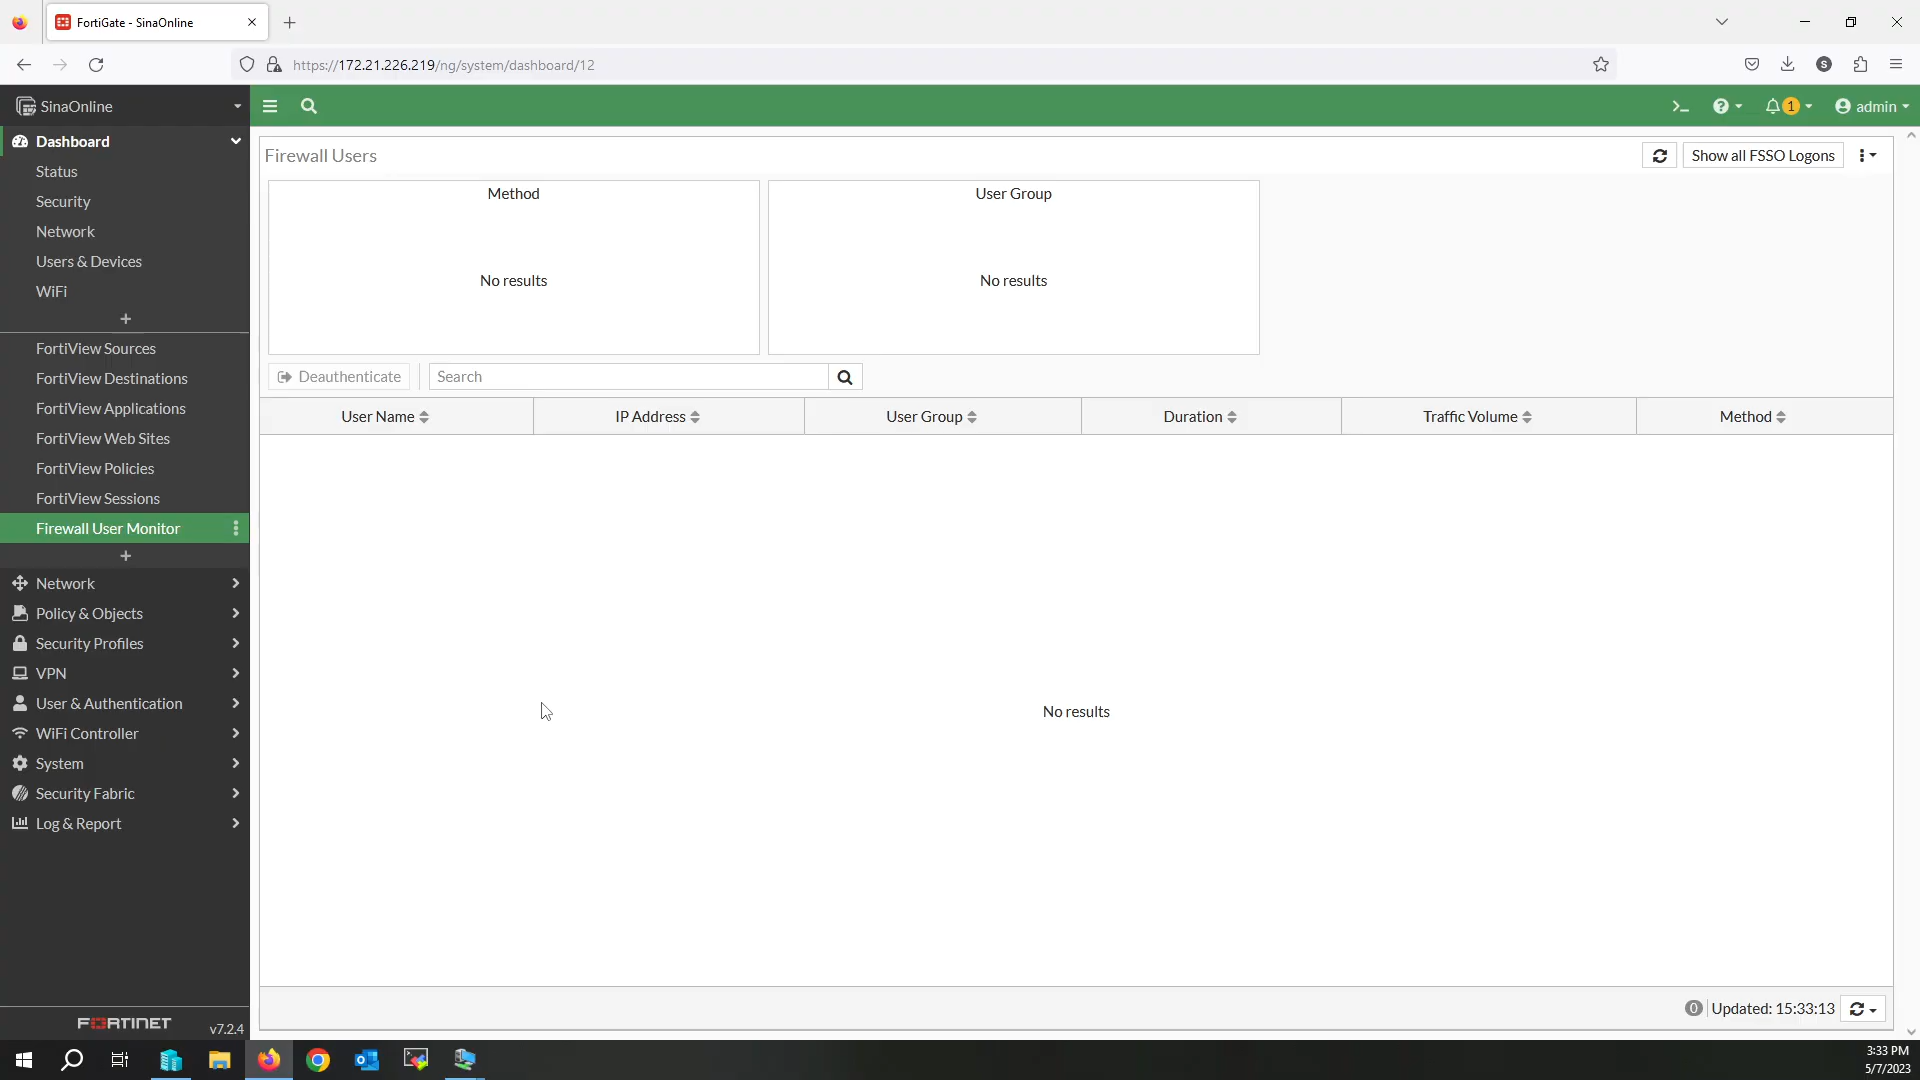 FortiGate - SinaOnline
https://172.21.226.219/ng/system/dashboard/12
S
SinaOnline
1
admin
Dashboard
Status
Security
Network
Users & Devices
WiFi
FortiView Sources
FortiView Destinations
FortiView Applications
FortiView Web Sites
FortiView Policies
FortiView Sessions
Firewall User Monitor
Network
Policy & Objects
Security Profiles
VPN
User & Authentication
WiFi Controller
System
Security Fabric
Log & Report
FORTINET
v7.2.4
Firewall Users
Show all FSSO Logons
Method
No results
User Group
No results
Deauthenticate
Search
User Name
IP Address
User Group
Duration
Traffic Volume
Method
No results
0
Updated: 15:33:13
3:33 PM
5/7/2023